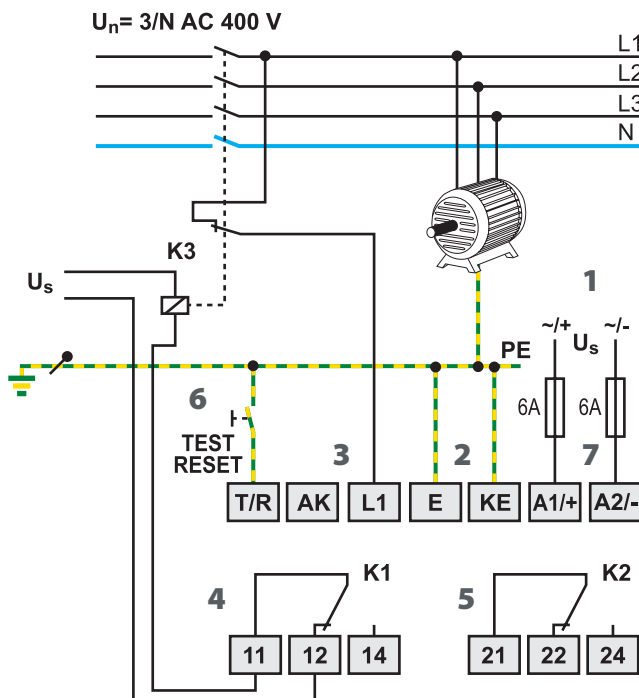 Un= 3/N AC 400 V
L1
L2
L3
N
K3
Us
1
~/+ ~/-
Us
PE
6A 6A
6
TEST
RESET
3 2 7
T/R AK L1 E KE A1/+ A2/-
4 K1 5 K2
11 12 14 21 22 24